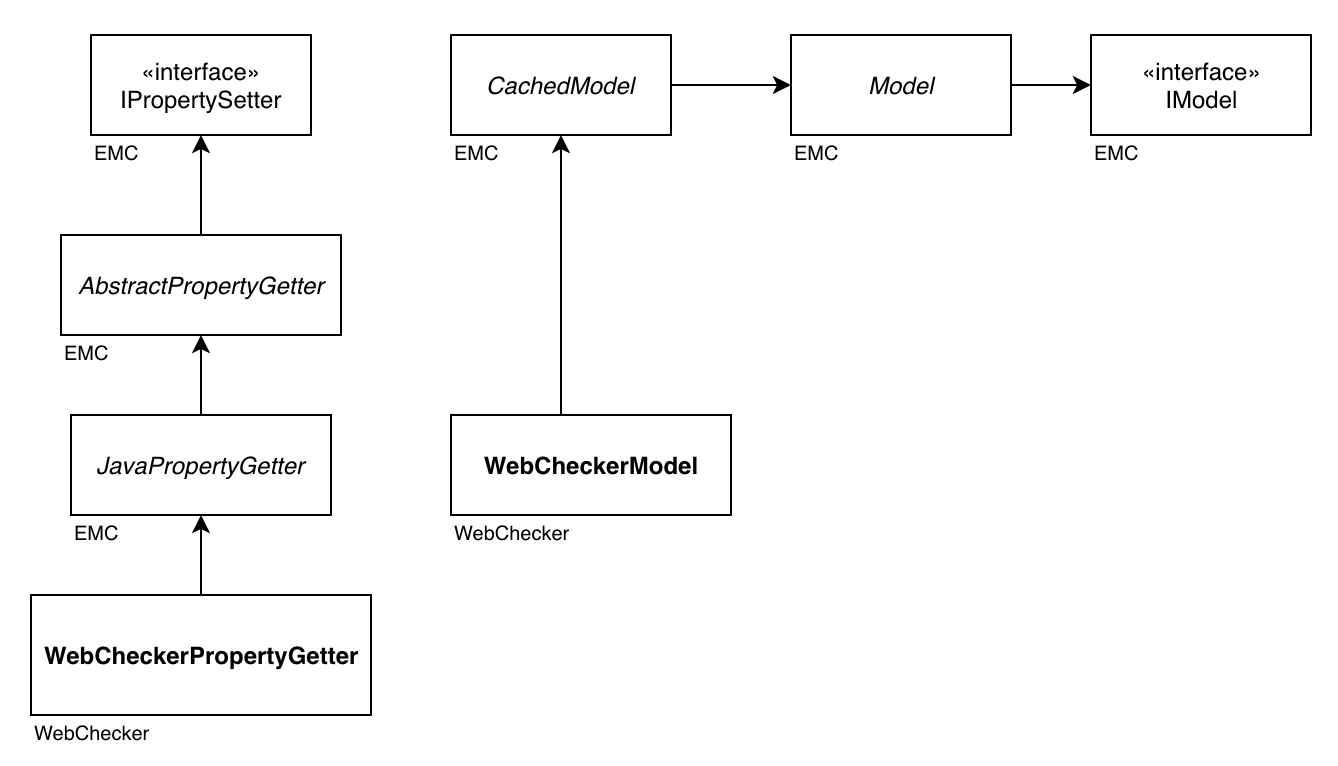 «interface»
IPropertySetter
EMC
AbstractPropertyGetter
EMC
JavaPropertyGetter
EMC
WebCheckerPropertyGetter
WebChecker
CachedModel
EMC
Model
EMC
«interface»
IModel
EMC
WebCheckerModel
WebChecker